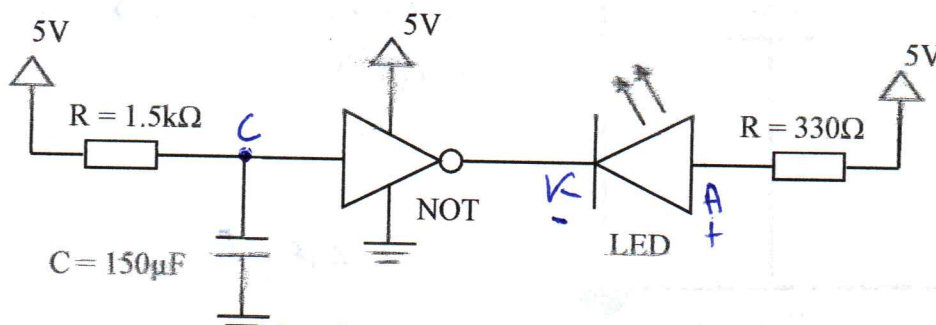 5V
5V
5V
R = 1.5kΩ
C
R = 330Ω
NOT
K
-
A
+
LED
C = 150µF